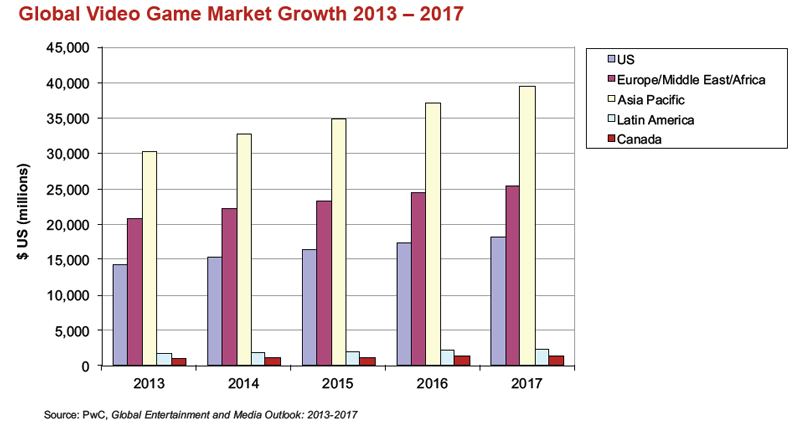 Global Video Game Market Growth 2013 – 2017
$ US (millions)
45,000
40,000
35,000
30,000
25,000
20,000
15,000
10,000
5,000
0
2013 2014 2015 2016 2017
US
Europe/Middle East/Africa
Asia Pacific
Latin America
Canada
Source: PwC, Global Entertainment and Media Outlook: 2013-2017